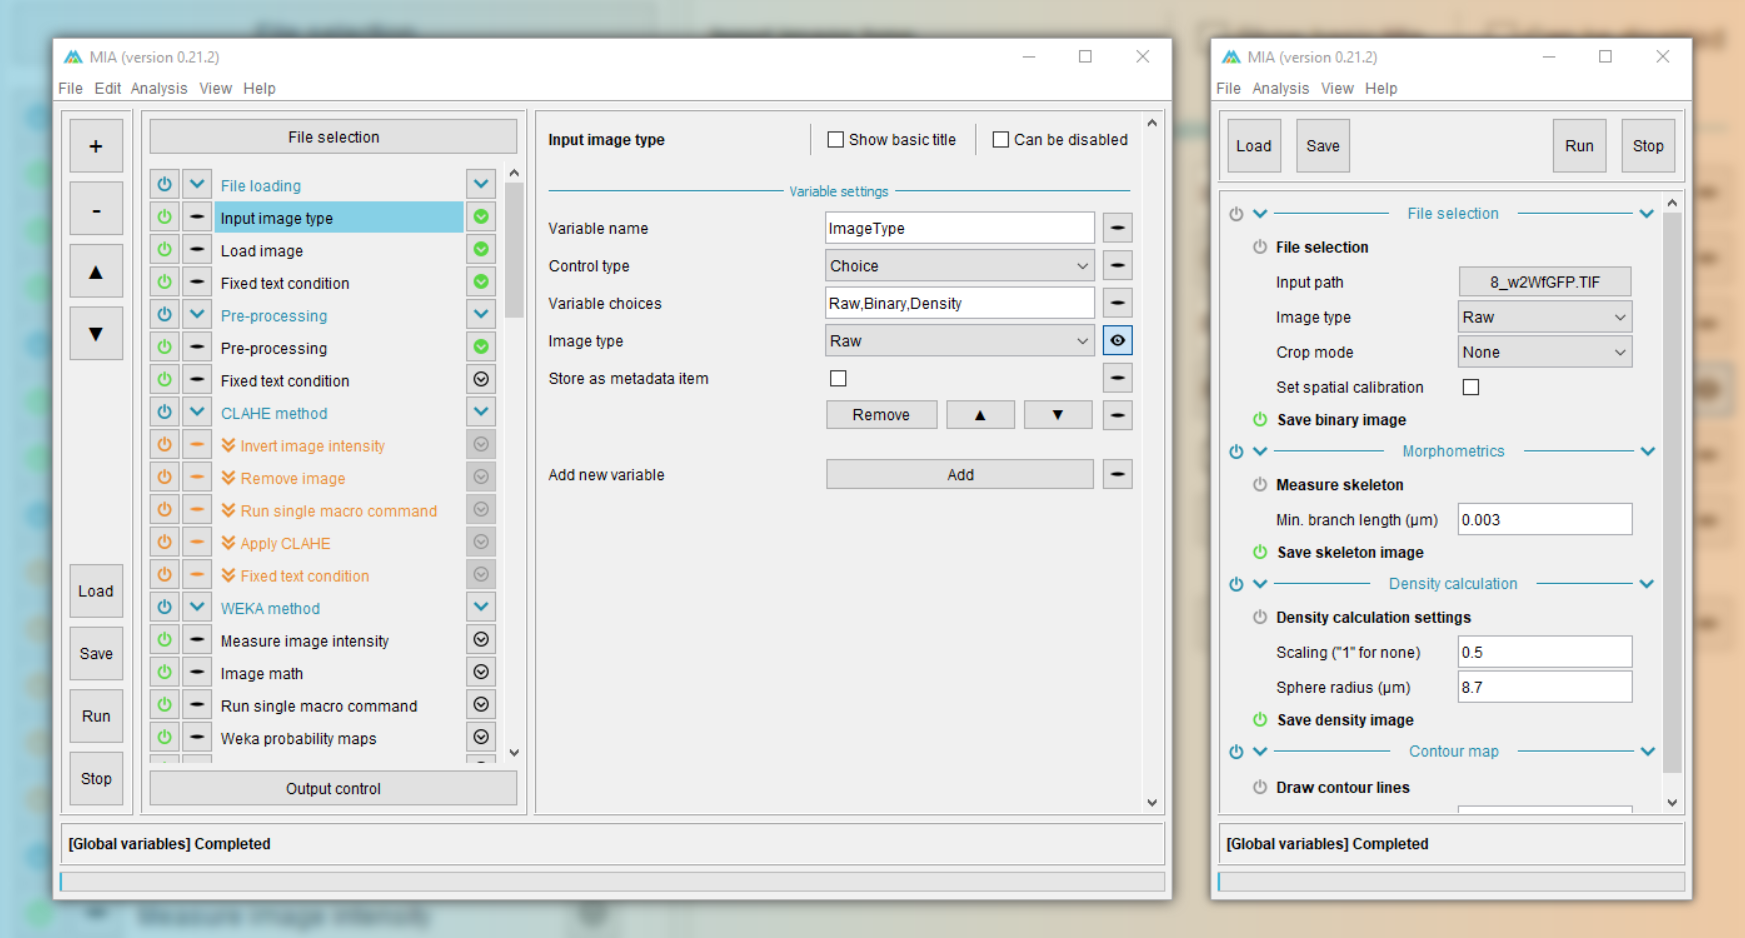 MIA (version 0.21.2)
File Edit Analysis View Help
+
-
▲
▼
Load
Save
Run
Stop
File selection
File loading
Input image type
Load image
Fixed text condition
Pre-processing
Pre-processing
Fixed text condition
CLAHE method
Invert image intensity
Remove image
Run single macro command
Apply CLAHE
Fixed text condition
WEKA method
Measure image intensity
Image math
Run single macro command
Weka probability maps
Output control
Input image type Show basic title Can be disabled
Variable settings
Variable name ImageType
Control type Choice
Variable choices Raw,Binary,Density
Image type Raw
Store as metadata item
Remove ▲ ▼
Add new variable Add
[Global variables] Completed
MIA (version 0.21.2)
File Analysis View Help
Load Save Run Stop
File selection
File selection
Input path 8_w2WfGFP.TIF
Image type Raw
Crop mode None
Set spatial calibration
Save binary image
Morphometrics
Measure skeleton
Min. branch length (μm) 0.003
Save skeleton image
Density calculation
Density calculation settings
Scaling ("1" for none) 0.5
Sphere radius (μm) 8.7
Save density image
Contour map
Draw contour lines
[Global variables] Completed
Measure image intensity